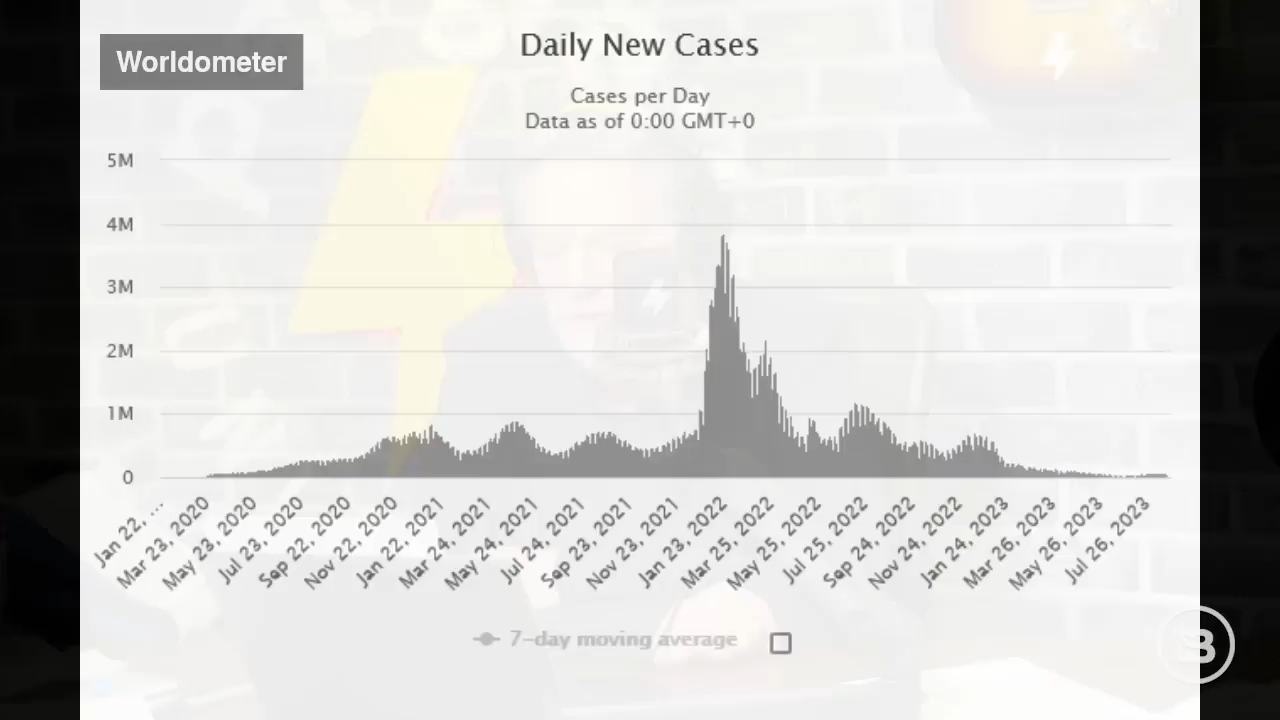 Worldometer
Daily New Cases
Cases per Day
Data as of 0:00 GMT+0
5M
4M
3M
2M
1M
0
Jan 22, ...
Mar 23, 2020
May 23, 2020
Jul 23, 2020
Sep 22, 2020
Nov 22, 2020
Jan 22, 2021
Mar 24, 2021
May 24, 2021
Jul 24, 2021
Sep 23, 2021
Nov 23, 2021
Jan 23, 2022
Mar 25, 2022
May 25, 2022
Jul 25, 2022
Sep 24, 2022
Nov 24, 2022
Jan 24, 2023
Mar 26, 2023
May 26, 2023
Jul 26, 2023
7-day moving average
B